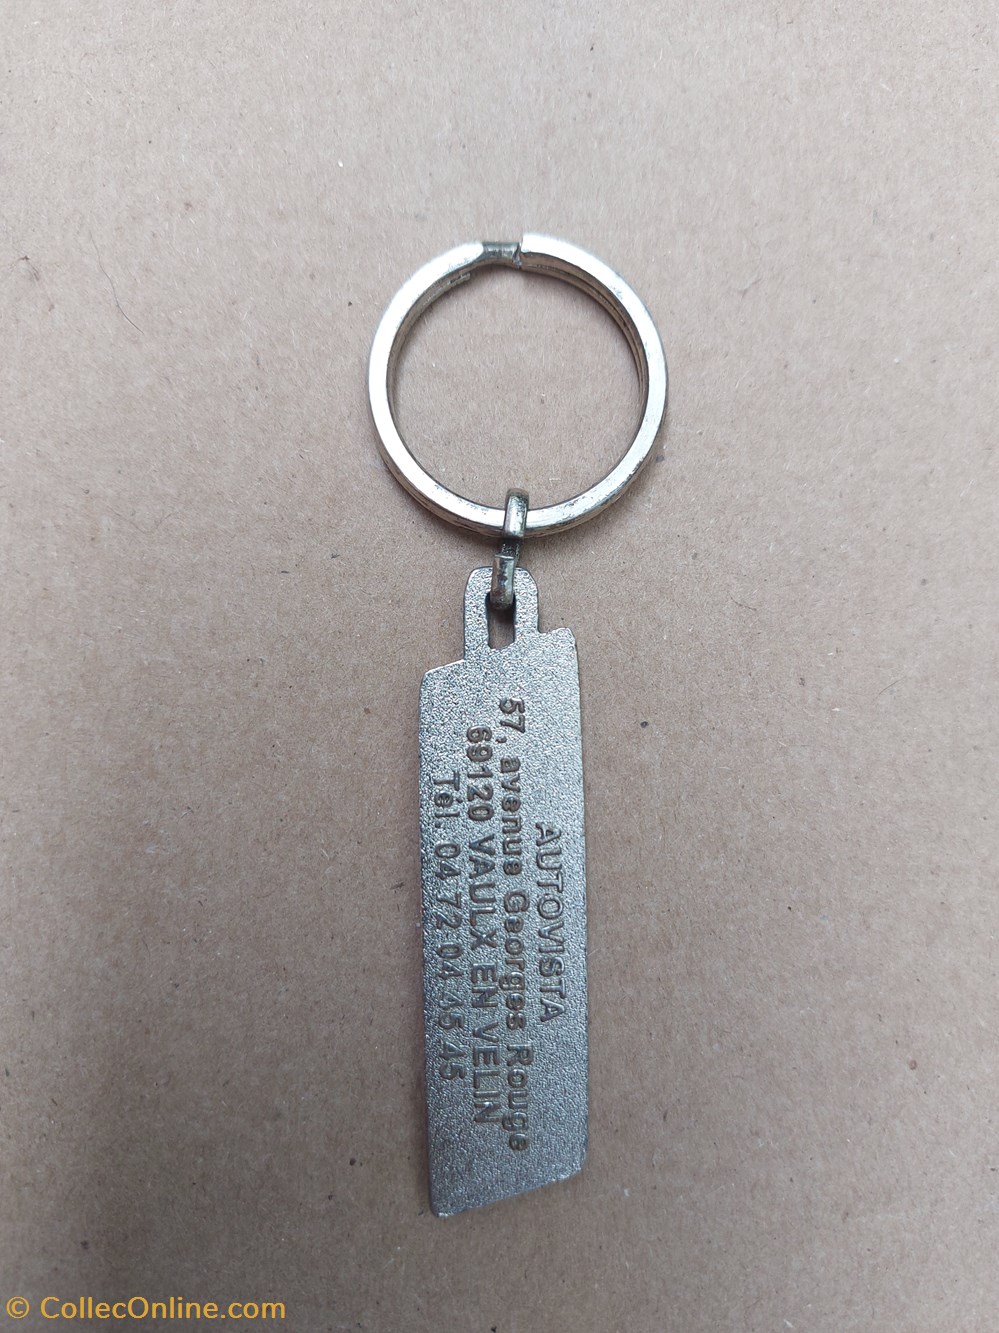 AUTOVISTA
57, avenue Georges Rouge
69120 VAULX EN VELIN
Tél. 04 72 04 45 45
© CollecOnline.com